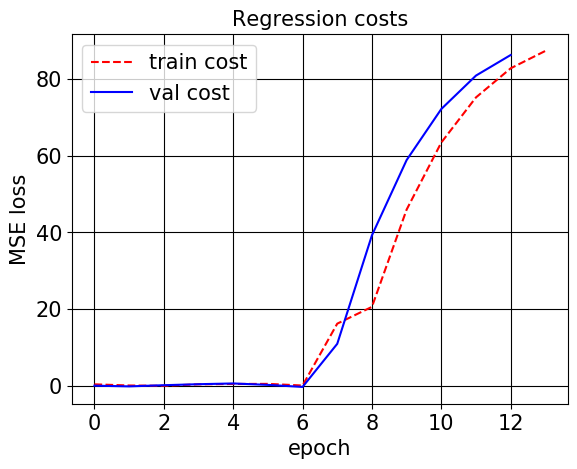 Regression costs
train cost
val cost
MSE loss
80
60
40
20
0
0 2 4 6 8 10 12
epoch